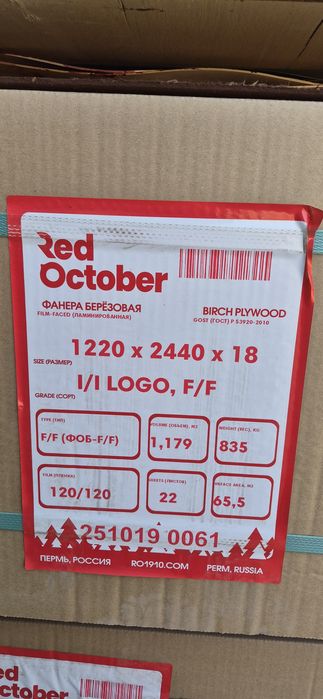 Red
October
ФАНЕРА БЕРЁЗОВАЯ
FILM-FACED (ЛАМИНИРОВАННАЯ)
BIRCH PLYWOOD
GOST (ГОСТ) Р 53920-2010
1220 x 2440 x 18
SIZE (РАЗМЕР)
I/I LOGO, F/F
GRADE (СОРТ)
TYPE (ТИП)
F/F (ФОБ-F/F)
VOLUME (ОБЪЕМ), М3
1,179
WEIGHT (ВЕС), КG
835
FILM (ПЛЕНКА)
120/120
SHEETS (ЛИСТОВ)
22
SURFACE AREA, М2
65,5
251019 0061
ПЕРМЬ, РОССИЯ
RO1910.COM
PERM, RUSSIA
ed
ctober